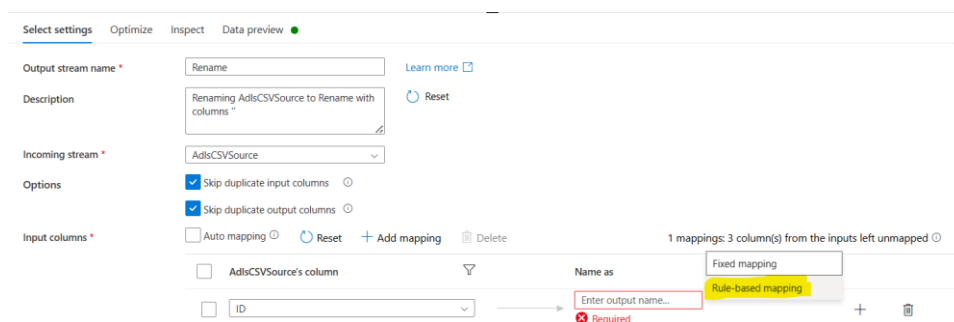 Select settings Optimize Inspect Data preview
Output stream name * Rename Learn more
Description Renaming AdlsCSVSource to Rename with Reset
columns ''
Incoming stream * AdlsCSVSource
Options Skip duplicate input columns
Skip duplicate output columns
Input columns * Auto mapping Reset + Add mapping Delete 1 mappings: 3 column(s) from the inputs left unmapped
Fixed mapping
AdlsCSVSource's column Name as
Rule-based mapping
ID Enter output name...
Required